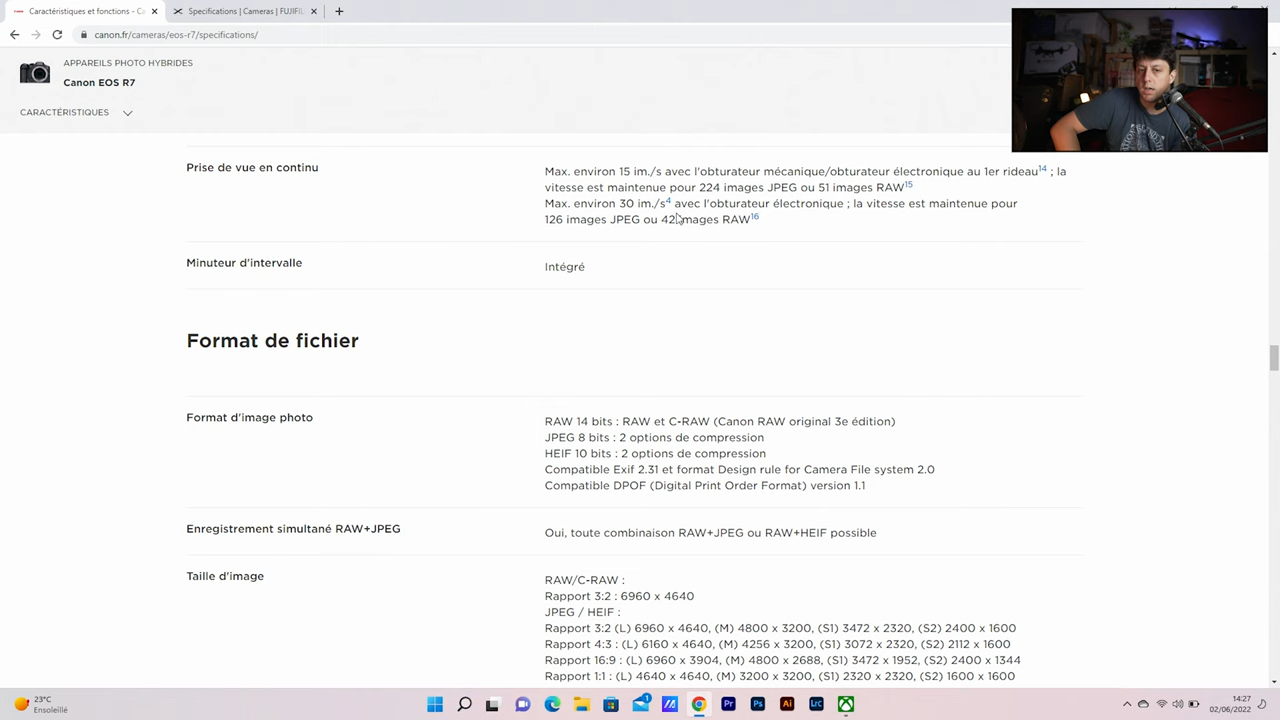 Caractéristiques et fonctions - Ca
Specifications | Cameras | FUJIFIL
canon.fr/cameras/eos-r7/specifications/
APPAREILS PHOTO HYBRIDES
Canon EOS R7
CARACTÉRISTIQUES
Prise de vue en continu
Max. environ 15 im./s avec l'obturateur mécanique/obturateur électronique au 1er rideau14 ; la
vitesse est maintenue pour 224 images JPEG ou 51 images RAW15
Max. environ 30 im./s4 avec l'obturateur électronique ; la vitesse est maintenue pour
126 images JPEG ou 42 images RAW16
Minuteur d'intervalle
Intégré
Format de fichier
Format d'image photo
RAW 14 bits : RAW et C-RAW (Canon RAW original 3e édition)
JPEG 8 bits : 2 options de compression
HEIF 10 bits : 2 options de compression
Compatible Exif 2.31 et format Design rule for Camera File system 2.0
Compatible DPOF (Digital Print Order Format) version 1.1
Enregistrement simultané RAW+JPEG
Oui, toute combinaison RAW+JPEG ou RAW+HEIF possible
Taille d'image
RAW/C-RAW :
Rapport 3:2 : 6960 x 4640
JPEG / HEIF :
Rapport 3:2 (L) 6960 x 4640, (M) 4800 x 3200, (S1) 3472 x 2320, (S2) 2400 x 1600
Rapport 4:3 : (L) 6160 x 4640, (M) 4256 x 3200, (S1) 3072 x 2320, (S2) 2112 x 1600
Rapport 16:9 : (L) 6960 x 3904, (M) 4800 x 2688, (S1) 3472 x 1952, (S2) 2400 x 1344
Rapport 1:1 : (L) 4640 x 4640, (M) 3200 x 3200, (S1) 2320 x 2320, (S2) 1600 x 1600
23°C
Ensoleillé
1
Pr
Ps
Ai
Lrc
14:27
02/06/2022